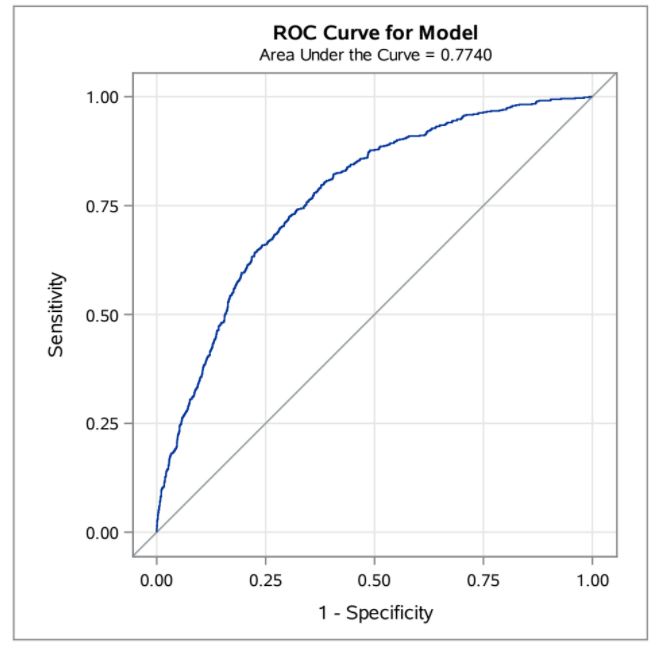 ROC Curve for Model
Area Under the Curve = 0.7740
1.00
0.75
0.50
0.25
0.00
Sensitivity
0.00 0.25 0.50 0.75 1.00
1 - Specificity